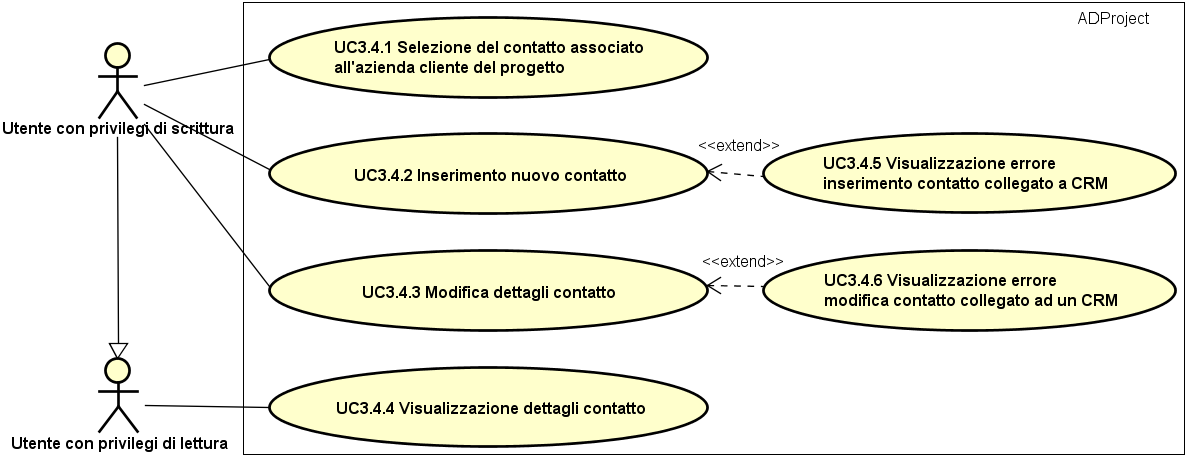 ADProject
UC3.4.1 Selezione del contatto associato
all'azienda cliente del progetto
Utente con privilegi di scrittura
<<extend>>
UC3.4.2 Inserimento nuovo contatto
UC3.4.5 Visualizzazione errore
inserimento contatto collegato a CRM
<<extend>>
UC3.4.3 Modifica dettagli contatto
UC3.4.6 Visualizzazione errore
modifica contatto collegato ad un CRM
UC3.4.4 Visualizzazione dettagli contatto
Utente con privilegi di lettura